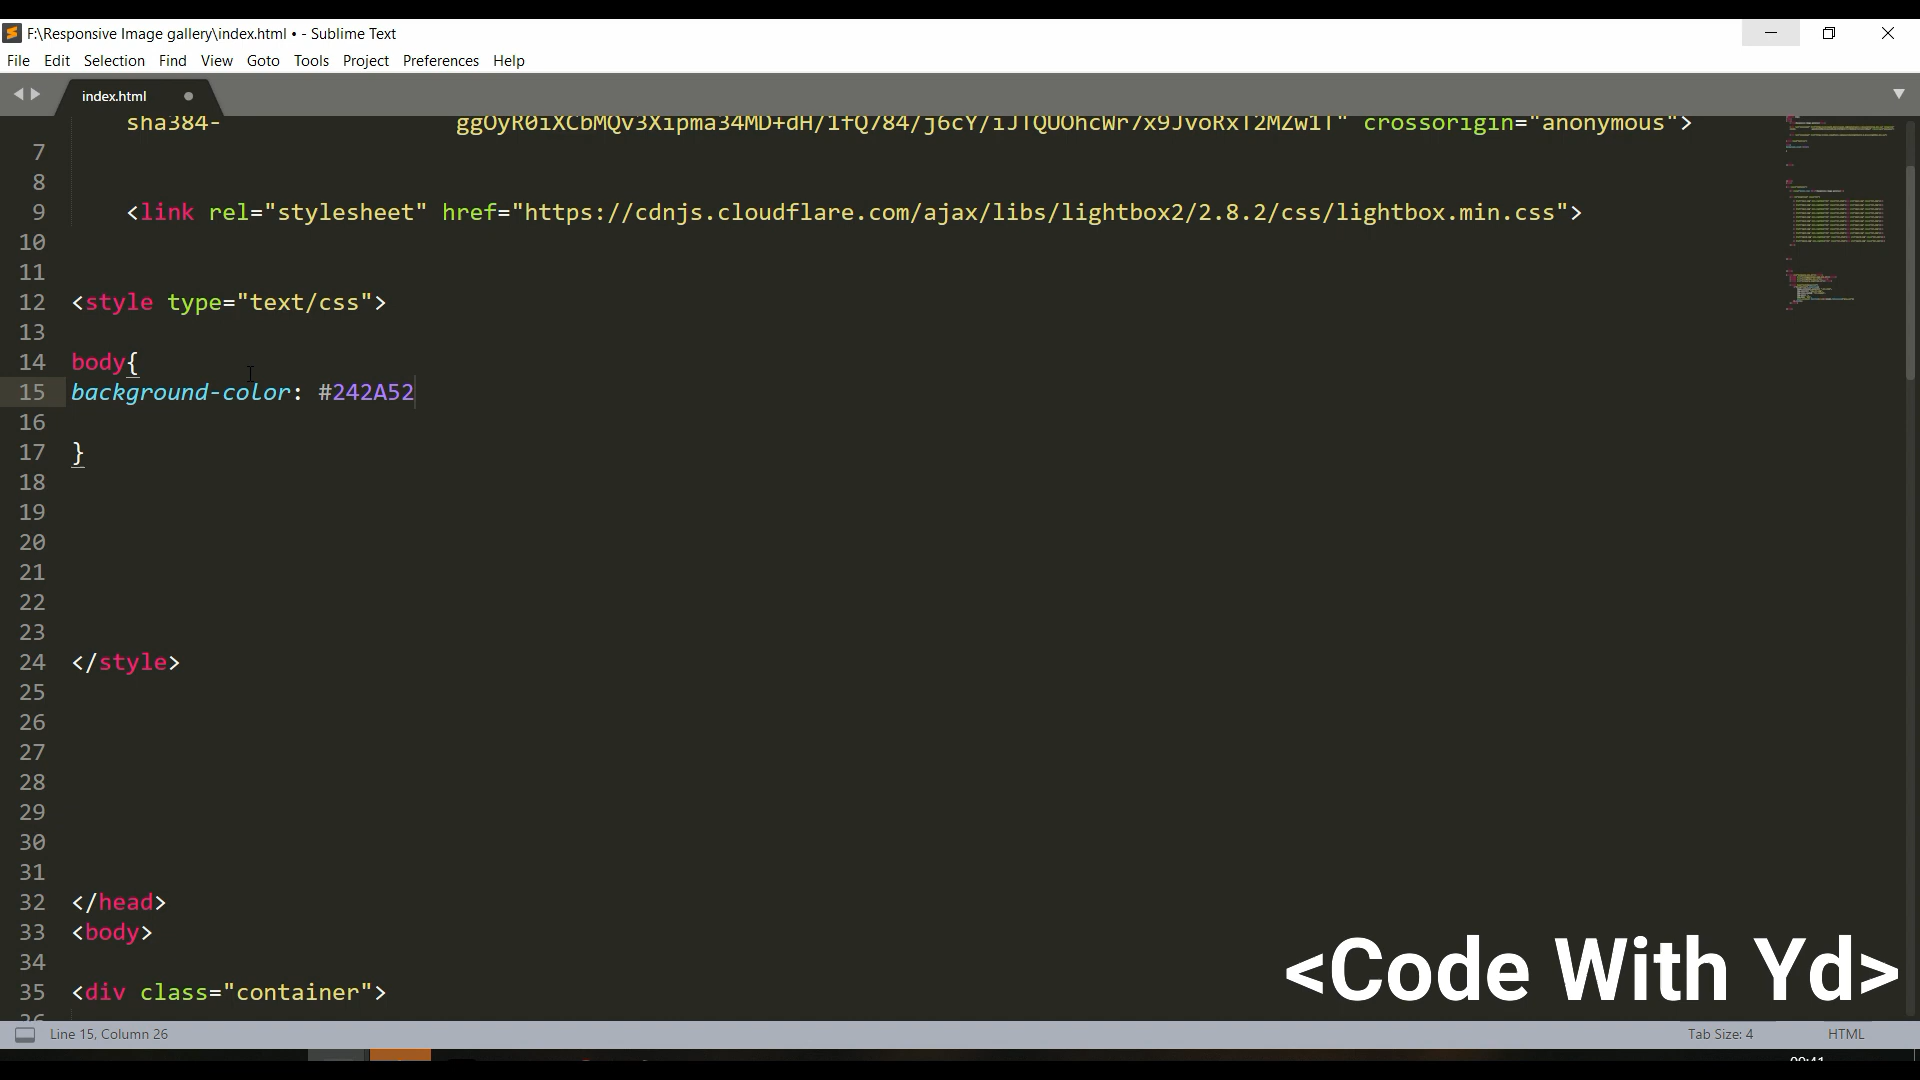 F:\Responsive Image gallery\index.html • - Sublime Text
File Edit Selection Find View Goto Tools Project Preferences Help
index.html
sha384- ggOyR0iXCbMQv3Xipma34MD+dH/1fQ784/j6cY/iJTQUOhcWr7x9JvoRxT2MZw1T" crossorigin="anonymous">
7
8
9 <link rel="stylesheet" href="https://cdnjs.cloudflare.com/ajax/libs/lightbox2/2.8.2/css/lightbox.min.css">
10
11
12 <style type="text/css">
13
14 body{
15 background-color: #242A52
16
17 }
18
19
20
21
22
23
24 </style>
25
26
27
28
29
30
31
32 </head>
33 <body>
34
35 <div class="container">
<Code With Yd>
Line 15, Column 26 Tab Size: 4 HTML